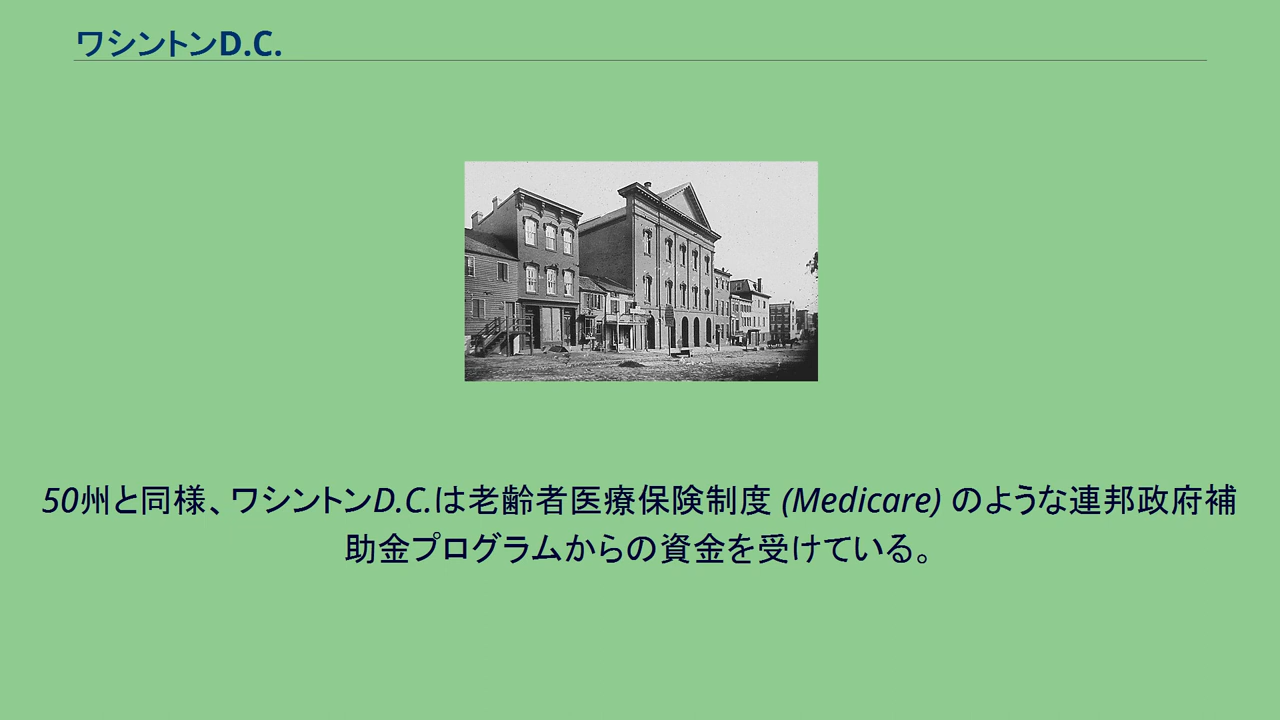 ワシントンD.C.
50州と同様、ワシントンD.C.は老齢者医療保険制度 (Medicare) のような連邦政府補
助金プログラムからの資金を受けている。